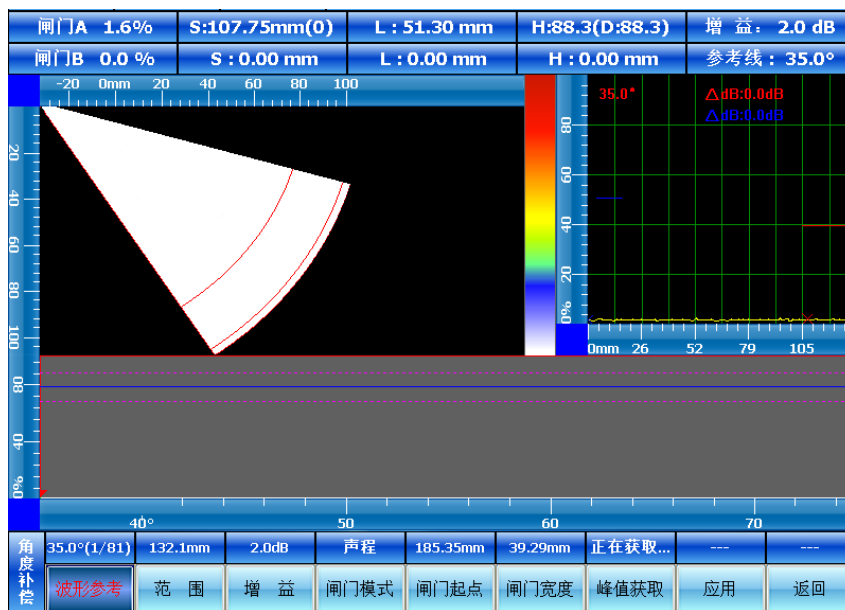 闸门A 1.6% S:107.75mm(0) L : 51.30 mm H:88.3(D:88.3) 增 益： 2.0 dB
闸门B 0.0 % S : 0.00 mm L : 0.00 mm H : 0.00 mm 参考线：35.0°
-20 0mm 20 40 60 80 100
20
40
60
80
100
80
60
40
20
0%
35.0° △dB:0.0dB
△dB:0.0dB
0mm 26 52 79 105
80
40
0%
40° 50 60 70
角度补偿
35.0°(1/81) 132.1mm 2.0dB 声程 185.35mm 39.29mm 正在获取... --- ---
波形参考 范 围 增 益 闸门模式 闸门起点 闸门宽度 峰值获取 应用 返回